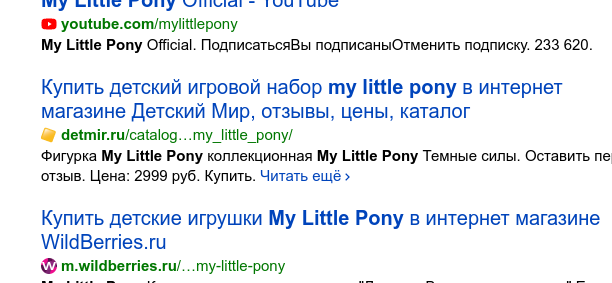 My Little Pony Official - YouTube
youtube.com/mylittlepony
My Little Pony Official. ПодписатьсяВы подписаныОтменить подписку. 233 620.
Купить детский игровой набор my little pony в интернет
магазине Детский Мир, отзывы, цены, каталог
detmir.ru/catalog…my_little_pony/
Фигурка My Little Pony коллекционная My Little Pony Темные силы. Оставить пе
отзыв. Цена: 2999 руб. Купить. Читать ещё ›
Купить детские игрушки My Little Pony в интернет магазине
WildBerries.ru
m.wildberries.ru/…my-little-pony